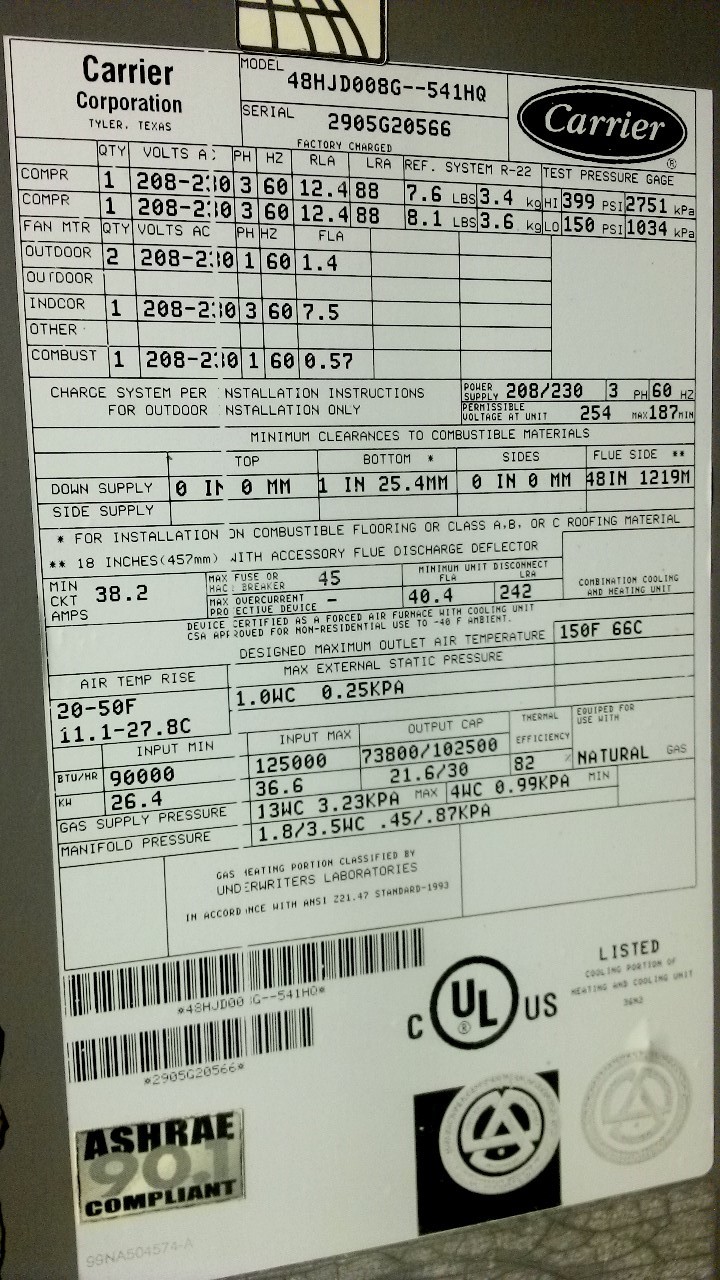 Carrier
Corporation
TYLER, TEXAS
MODEL 48HJD008G--541HQ
SERIAL 2905G20566
Carrier ®
FACTORY CHARGED
QTY VOLTS A: PH HZ RLA LRA REF. SYSTEM R-22 TEST PRESSURE GAGE
COMPR 1 208-230 3 60 12.4 88 7.6 LBS 3.4 kg HI 399 PSI 2751 kPa
COMPR 1 208-230 3 60 12.4 88 8.1 LBS 3.6 kg LO 150 PSI 1034 kPa
FAN MTR QTY VOLTS AC PH HZ FLA
OUTDOOR 2 208-230 1 60 1.4
OUTDOOR
INDOOR 1 208-230 3 60 7.5
OTHER
COMBUST 1 208-230 1 60 0.57
CHARGE SYSTEM PER INSTALLATION INSTRUCTIONS
FOR OUTDOOR INSTALLATION ONLY
POWER SUPPLY 208/230 3 PH 60 HZ
PERMISSIBLE VOLTAGE AT UNIT 254 MAX 187 MIN
MINIMUM CLEARANCES TO COMBUSTIBLE MATERIALS
TOP BOTTOM * SIDES FLUE SIDE **
DOWN SUPPLY 0 IN 0 MM 1 IN 25.4MM 0 IN 0 MM 48IN 1219M
SIDE SUPPLY
* FOR INSTALLATION ON COMBUSTIBLE FLOORING OR CLASS A,B, OR C ROOFING MATERIAL
** 18 INCHES(457mm) WITH ACCESSORY FLUE DISCHARGE DEFLECTOR
MIN CKT AMPS 38.2
MAX FUSE OR HACR BREAKER 45
MAX OVERCURRENT PROTECTIVE DEVICE -
MINIMUM UNIT DISCONNECT
FLA LRA
40.4 242
COMBINATION COOLING
AND HEATING UNIT
DEVICE CERTIFIED AS A FORCED AIR FURNACE WITH COOLING UNIT
CSA APPROVED FOR NON-RESIDENTIAL USE TO -40 F AMBIENT.
DESIGNED MAXIMUM OUTLET AIR TEMPERATURE 150F 66C
AIR TEMP RISE
20-50F
11.1-27.8C
MAX EXTERNAL STATIC PRESSURE
1.0WC 0.25KPA
INPUT MIN INPUT MAX OUTPUT CAP THERMAL EFFICIENCY EQUIPED FOR USE WITH
BTU/HR 90000 125000 73800/102500 82 % NATURAL GAS
KW 26.4 36.6 21.6/30
GAS SUPPLY PRESSURE 13WC 3.23KPA MAX 4WC 0.99KPA MIN
MANIFOLD PRESSURE 1.8/3.5WC .45/.87KPA
GAS HEATING PORTION CLASSIFIED BY
UNDERWRITERS LABORATORIES
IN ACCORDANCE WITH ANSI Z21.47 STANDARD-1993
*48HJD008G--541HQ*
*2905G20566*
C UL ® US
LISTED
COOLING PORTION OF
HEATING AND COOLING UNIT
36N2
ASHRAE
90.1
COMPLIANT
99NA504574-A